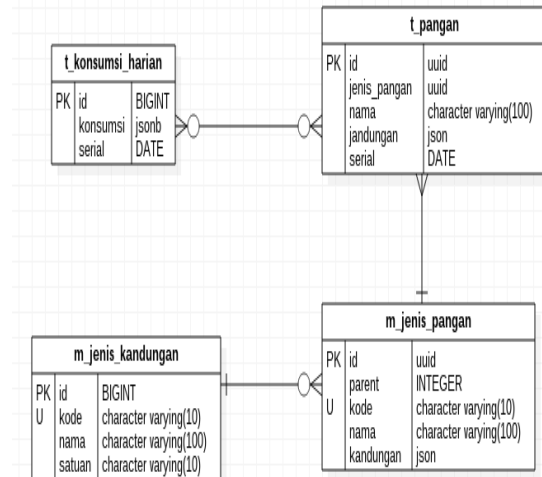 t_pangan
PK id uuid
jenis_pangan uuid
nama character varying(100)
jandungan json
serial DATE
t_konsumsi_harian
PK id BIGINT
konsumsi jsonb
serial DATE
m_jenis_pangan
PK id uuid
parent INTEGER
U kode character varying(10)
nama character varying(100)
kandungan json
m_jenis_kandungan
PK id BIGINT
U kode character varying(10)
nama character varying(100)
satuan character varying(10)